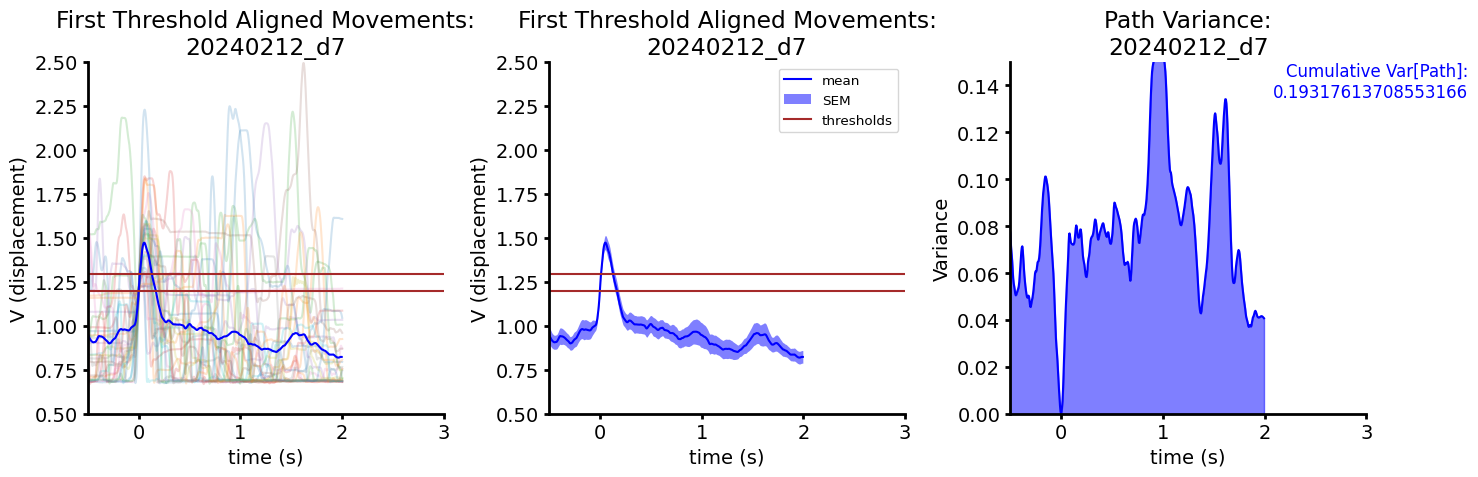 First Threshold Aligned Movements:
20240212_d7
V (displacement)
2.50
2.25
2.00
1.75
1.50
1.25
1.00
0.75
0.50
0 1 2 3
time (s)
First Threshold Aligned Movements:
20240212_d7
V (displacement)
2.50
2.25
2.00
1.75
1.50
1.25
1.00
0.75
0.50
mean
SEM
thresholds
0 1 2 3
time (s)
Path Variance:
20240212_d7
Cumulative Var[Path]:
0.19317613708553166
Variance
0.14
0.12
0.10
0.08
0.06
0.04
0.02
0.00
0 1 2 3
time (s)